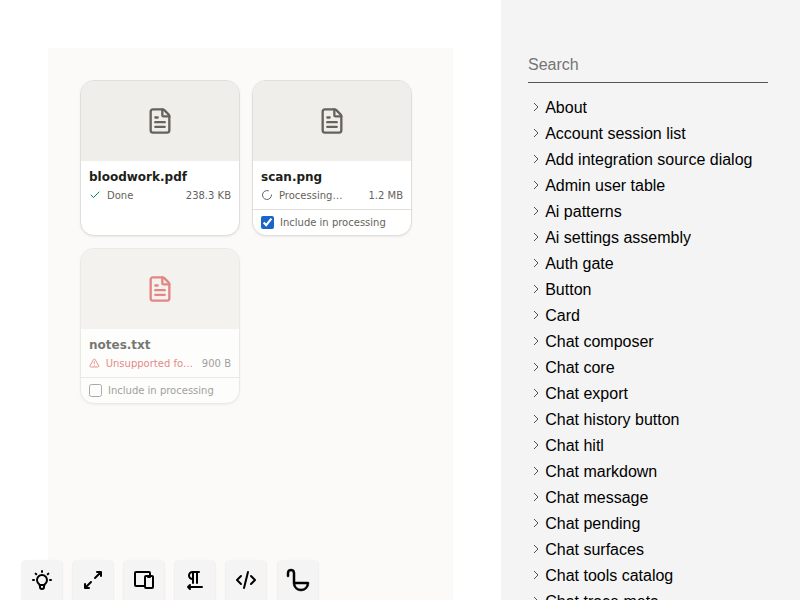 bloodwork.pdf
Done 238.3 KB
scan.png
Processing... 1.2 MB
Include in processing
notes.txt
Unsupported fo... 900 B
Include in processing
Search
About
Account session list
Add integration source dialog
Admin user table
Ai patterns
Ai settings assembly
Auth gate
Button
Card
Chat composer
Chat core
Chat export
Chat history button
Chat hitl
Chat markdown
Chat message
Chat pending
Chat surfaces
Chat tools catalog
Chat trace meta